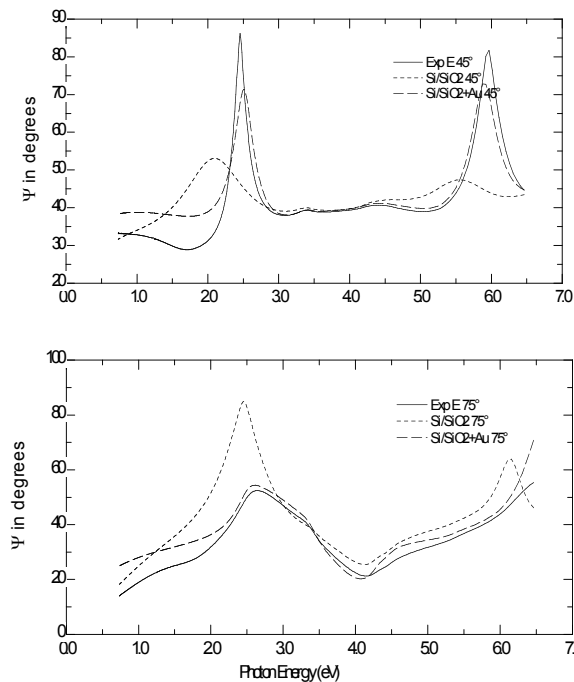 90
80
70
60
50
40
30
20
Ψ in degrees
Exp E 45°
Si/SiO2 45°
Si/SiO2+Au 45°
0.0 1.0 2.0 3.0 4.0 5.0 6.0 7.0
100
80
60
40
20
0
Ψ in degrees
Exp E 75°
Si/SiO2 75°
Si/SiO2+Au 75°
0.0 1.0 2.0 3.0 4.0 5.0 6.0 7.
Photon Energy (eV)